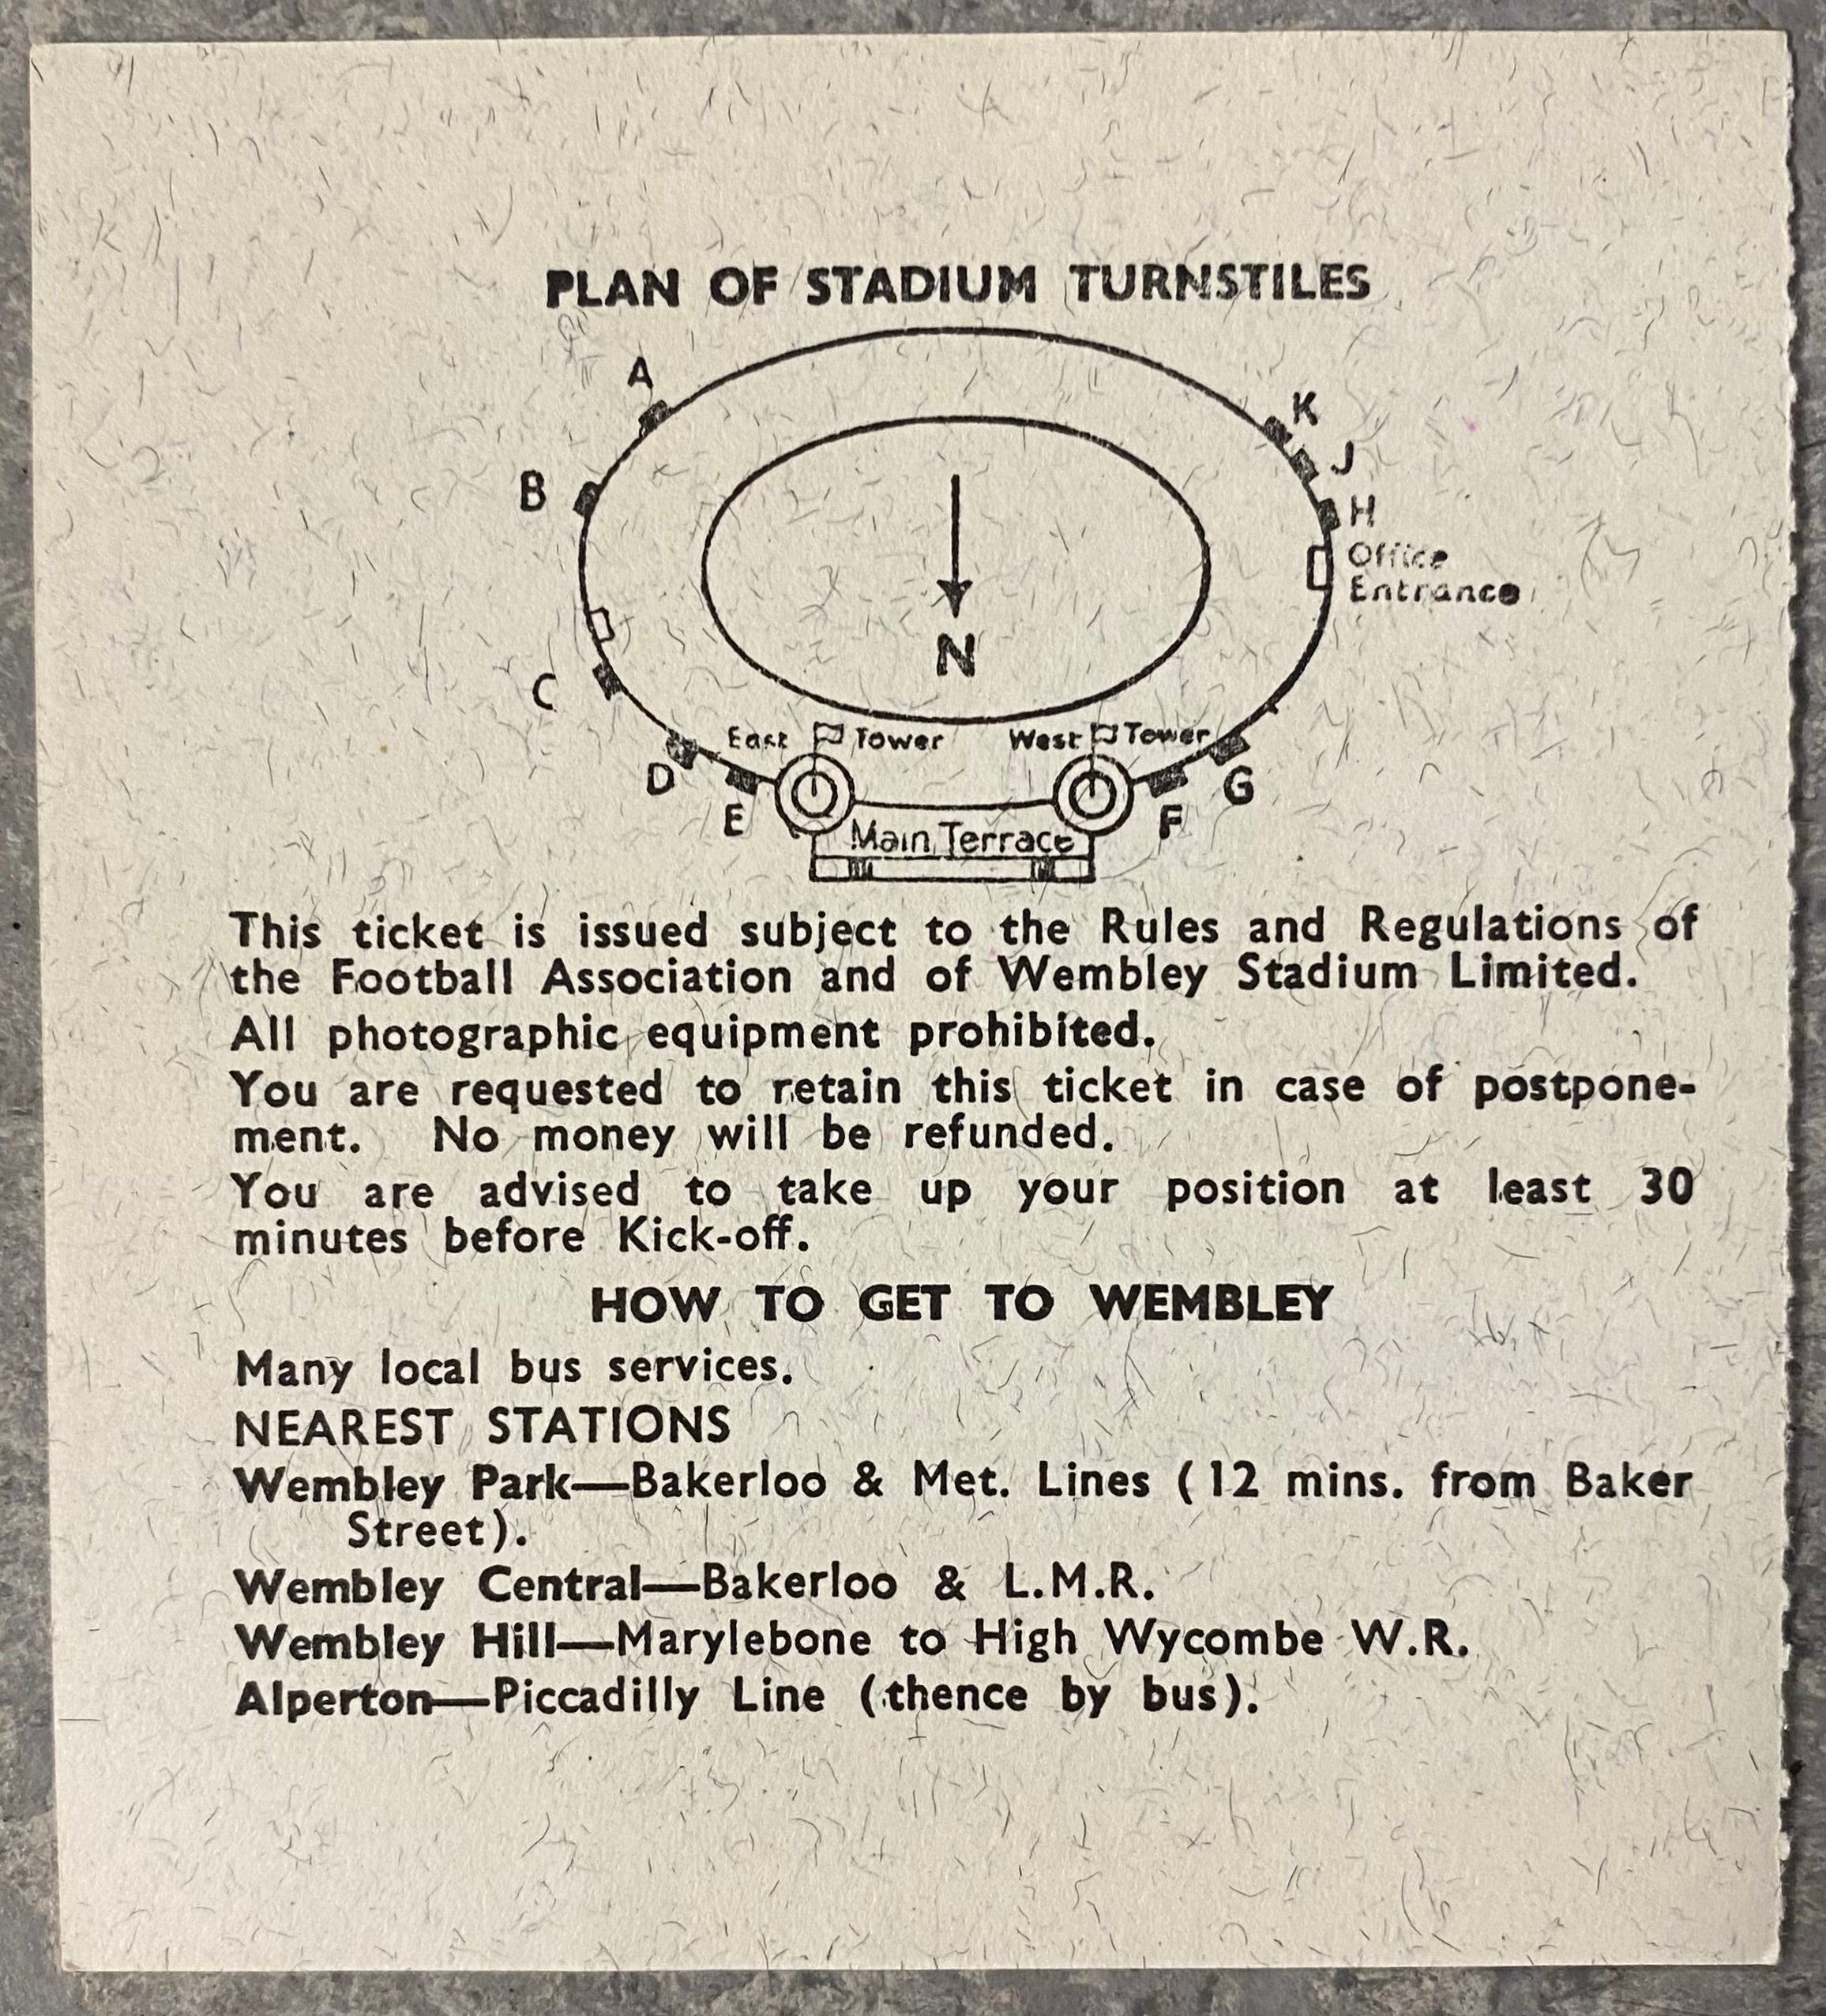 PLAN OF STADIUM TURNSTILES
A
K
J
B
H
Office
Entrance
N
C
East Tower
West Tower
D
G
E
F
Main Terrace
This ticket is issued subject to the Rules and Regulations of
the Football Association and of Wembley Stadium Limited.
All photographic equipment prohibited.
You are requested to retain this ticket in case of postpone-
ment. No money will be refunded.
You are advised to take up your position at least 30
minutes before Kick-off.
HOW TO GET TO WEMBLEY
Many local bus services.
NEAREST STATIONS
Wembley Park—Bakerloo & Met. Lines (12 mins. from Baker
Street).
Wembley Central—Bakerloo & L.M.R.
Wembley Hill—Marylebone to High Wycombe W.R.
Alperton—Piccadilly Line (thence by bus).